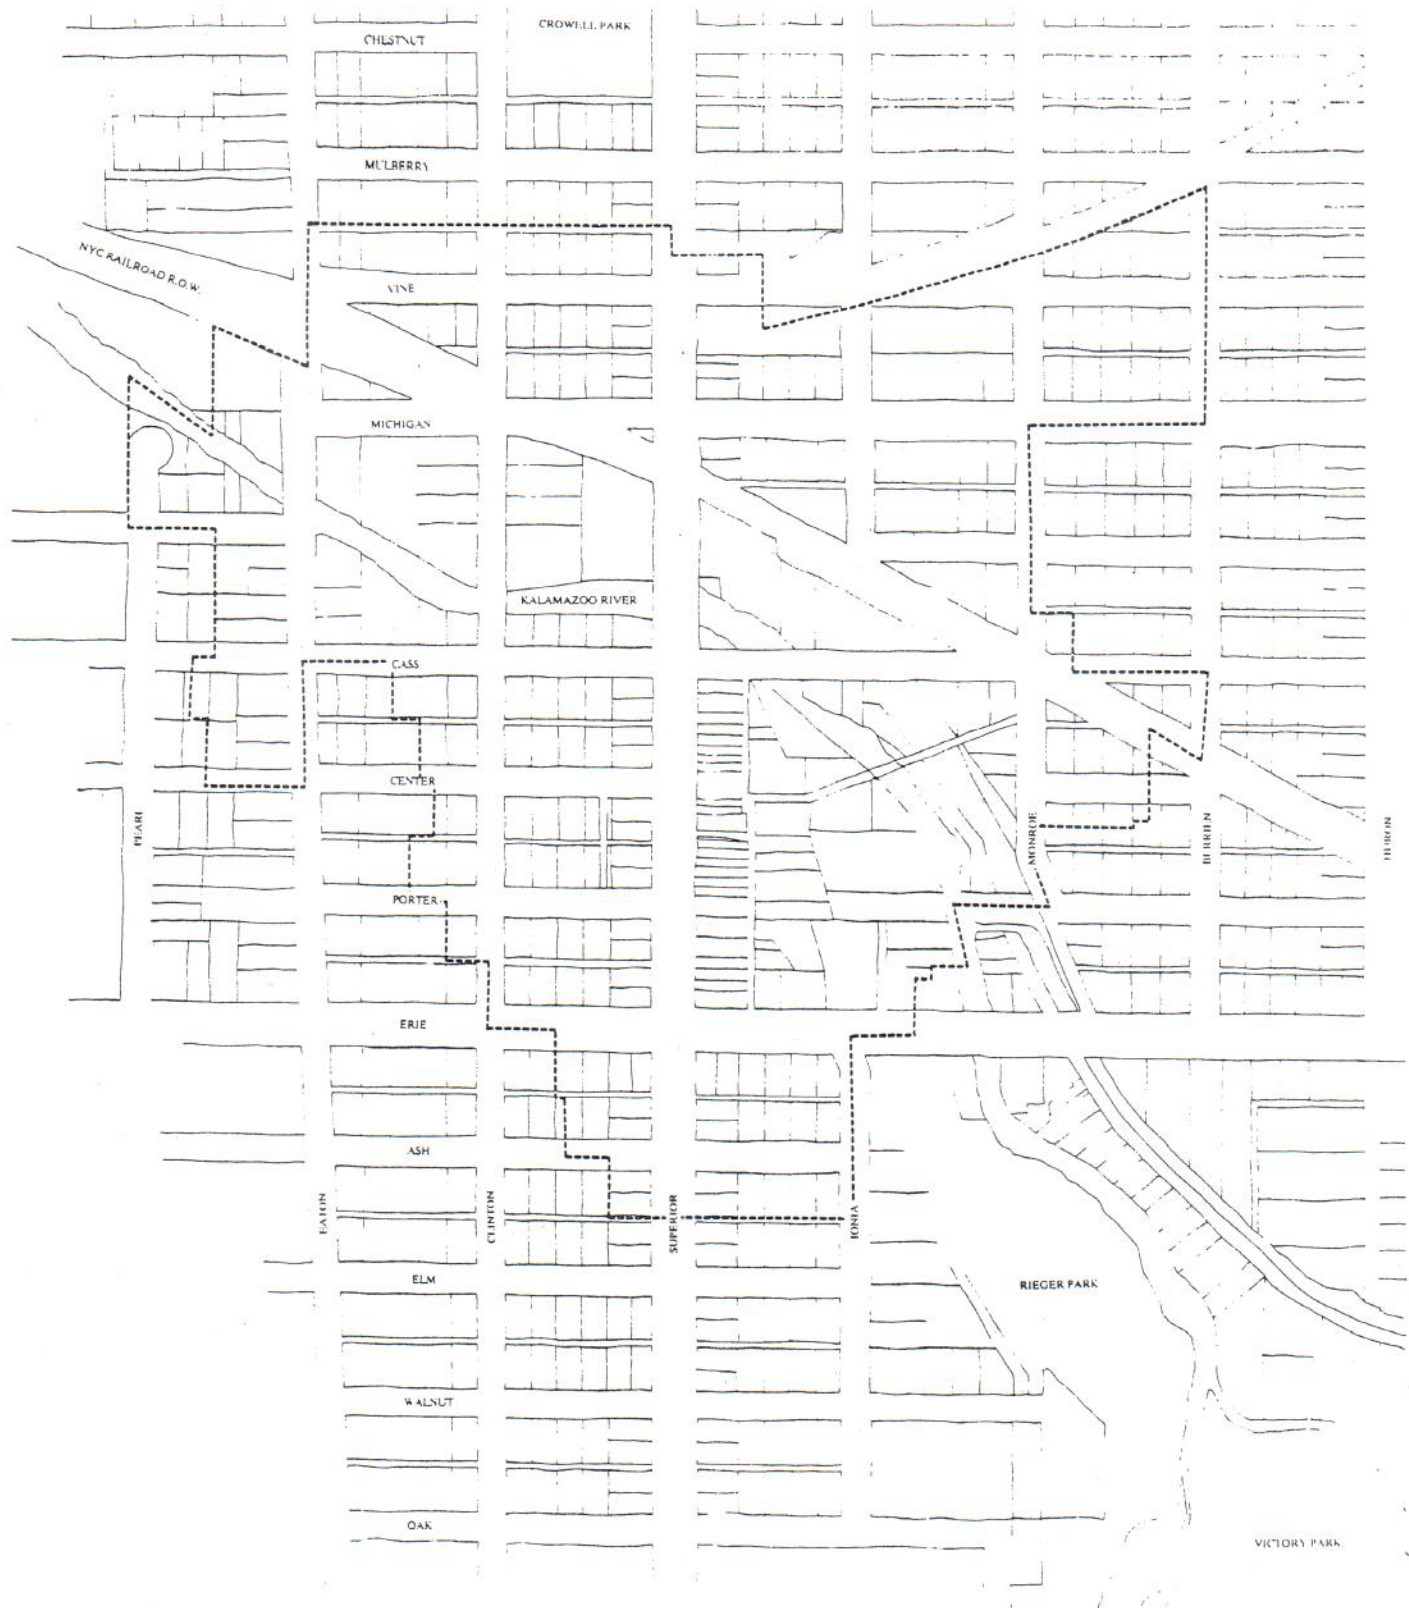 CROWELL PARK
CHESTNUT
MULBERRY
NYC RAILROAD R.O.W.
VINE
MICHIGAN
KALAMAZOO RIVER
CASS
CENTER
PEARL
MONROE
BERRIEN
HURON
PORTER
ERIE
ASH
EATON
CLINTON
SUPERIOR
IONIA
ELM
RIEGER PARK
WALNUT
OAK
VICTORY PARK